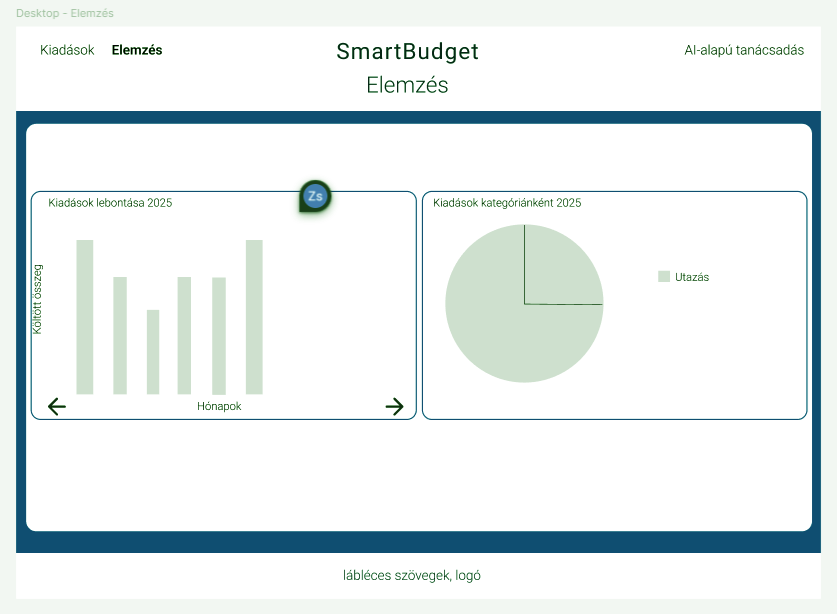 Desktop - Elemzés
Kiadások Elemzés
SmartBudget
AI-alapú tanácsadás
Elemzés
Kiadások lebontása 2025
Zs
Költött összeg
Hónapok
Kiadások kategóriánként 2025
Utazás
lábléces szövegek, logó